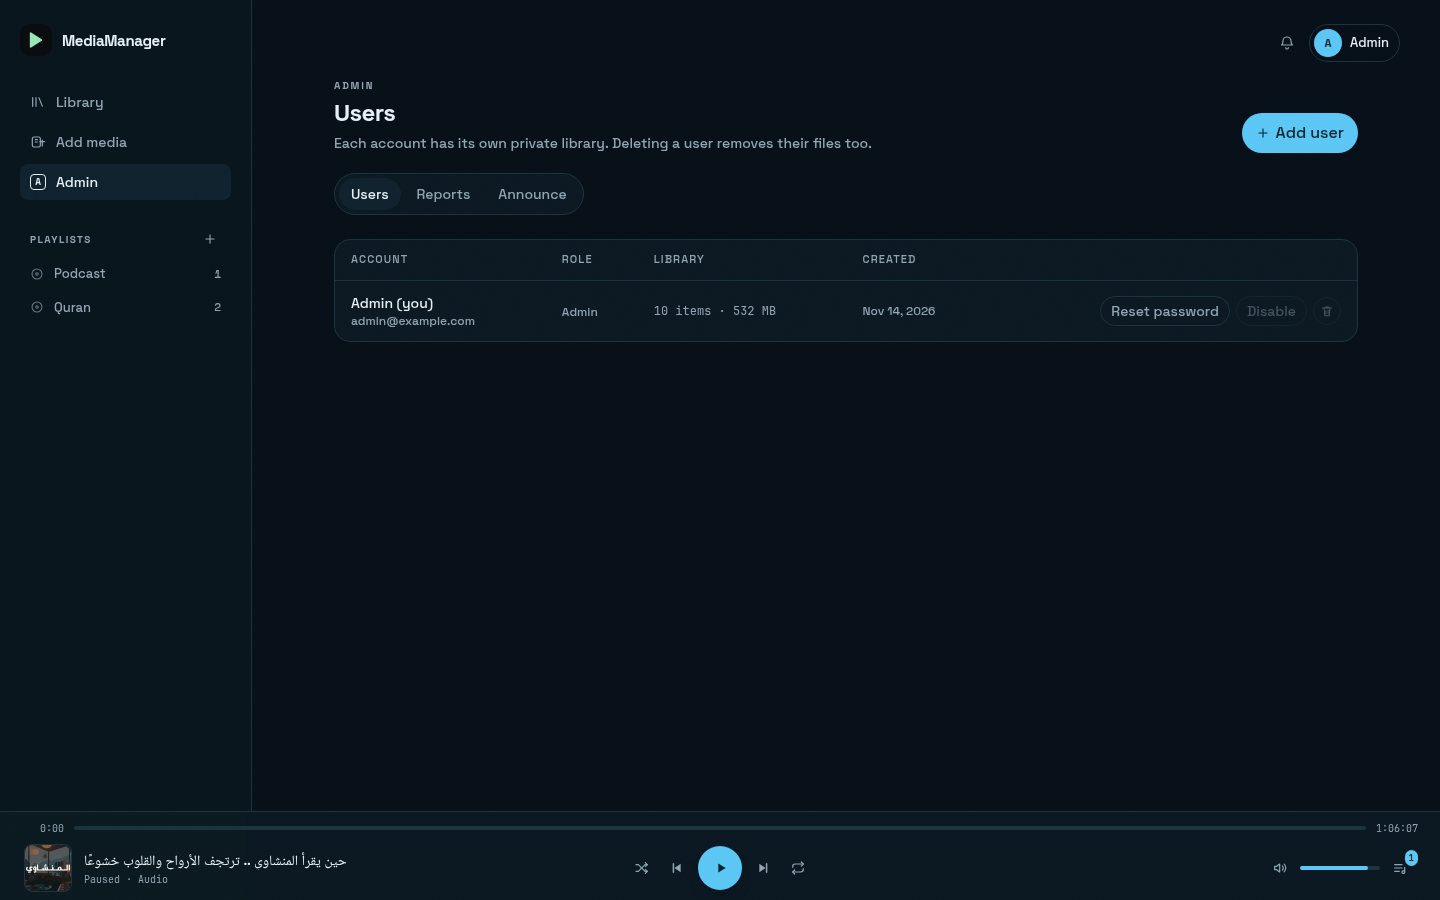 MediaManager
Library
Add media
A Admin
PLAYLISTS
Podcast 1
Quran 2
A Admin
ADMIN
Users
Each account has its own private library. Deleting a user removes their files too.
+ Add user
Users Reports Announce
ACCOUNT ROLE LIBRARY CREATED
Admin (you)
admin@example.com
Admin
10 items · 532 MB
Nov 14, 2026
Reset password Disable
0:00 1:06:07
المنشاوي
حين يقرأ المنشاوي .. ترتجف الأرواح والقلوب خشوعًا
Paused · Audio
1